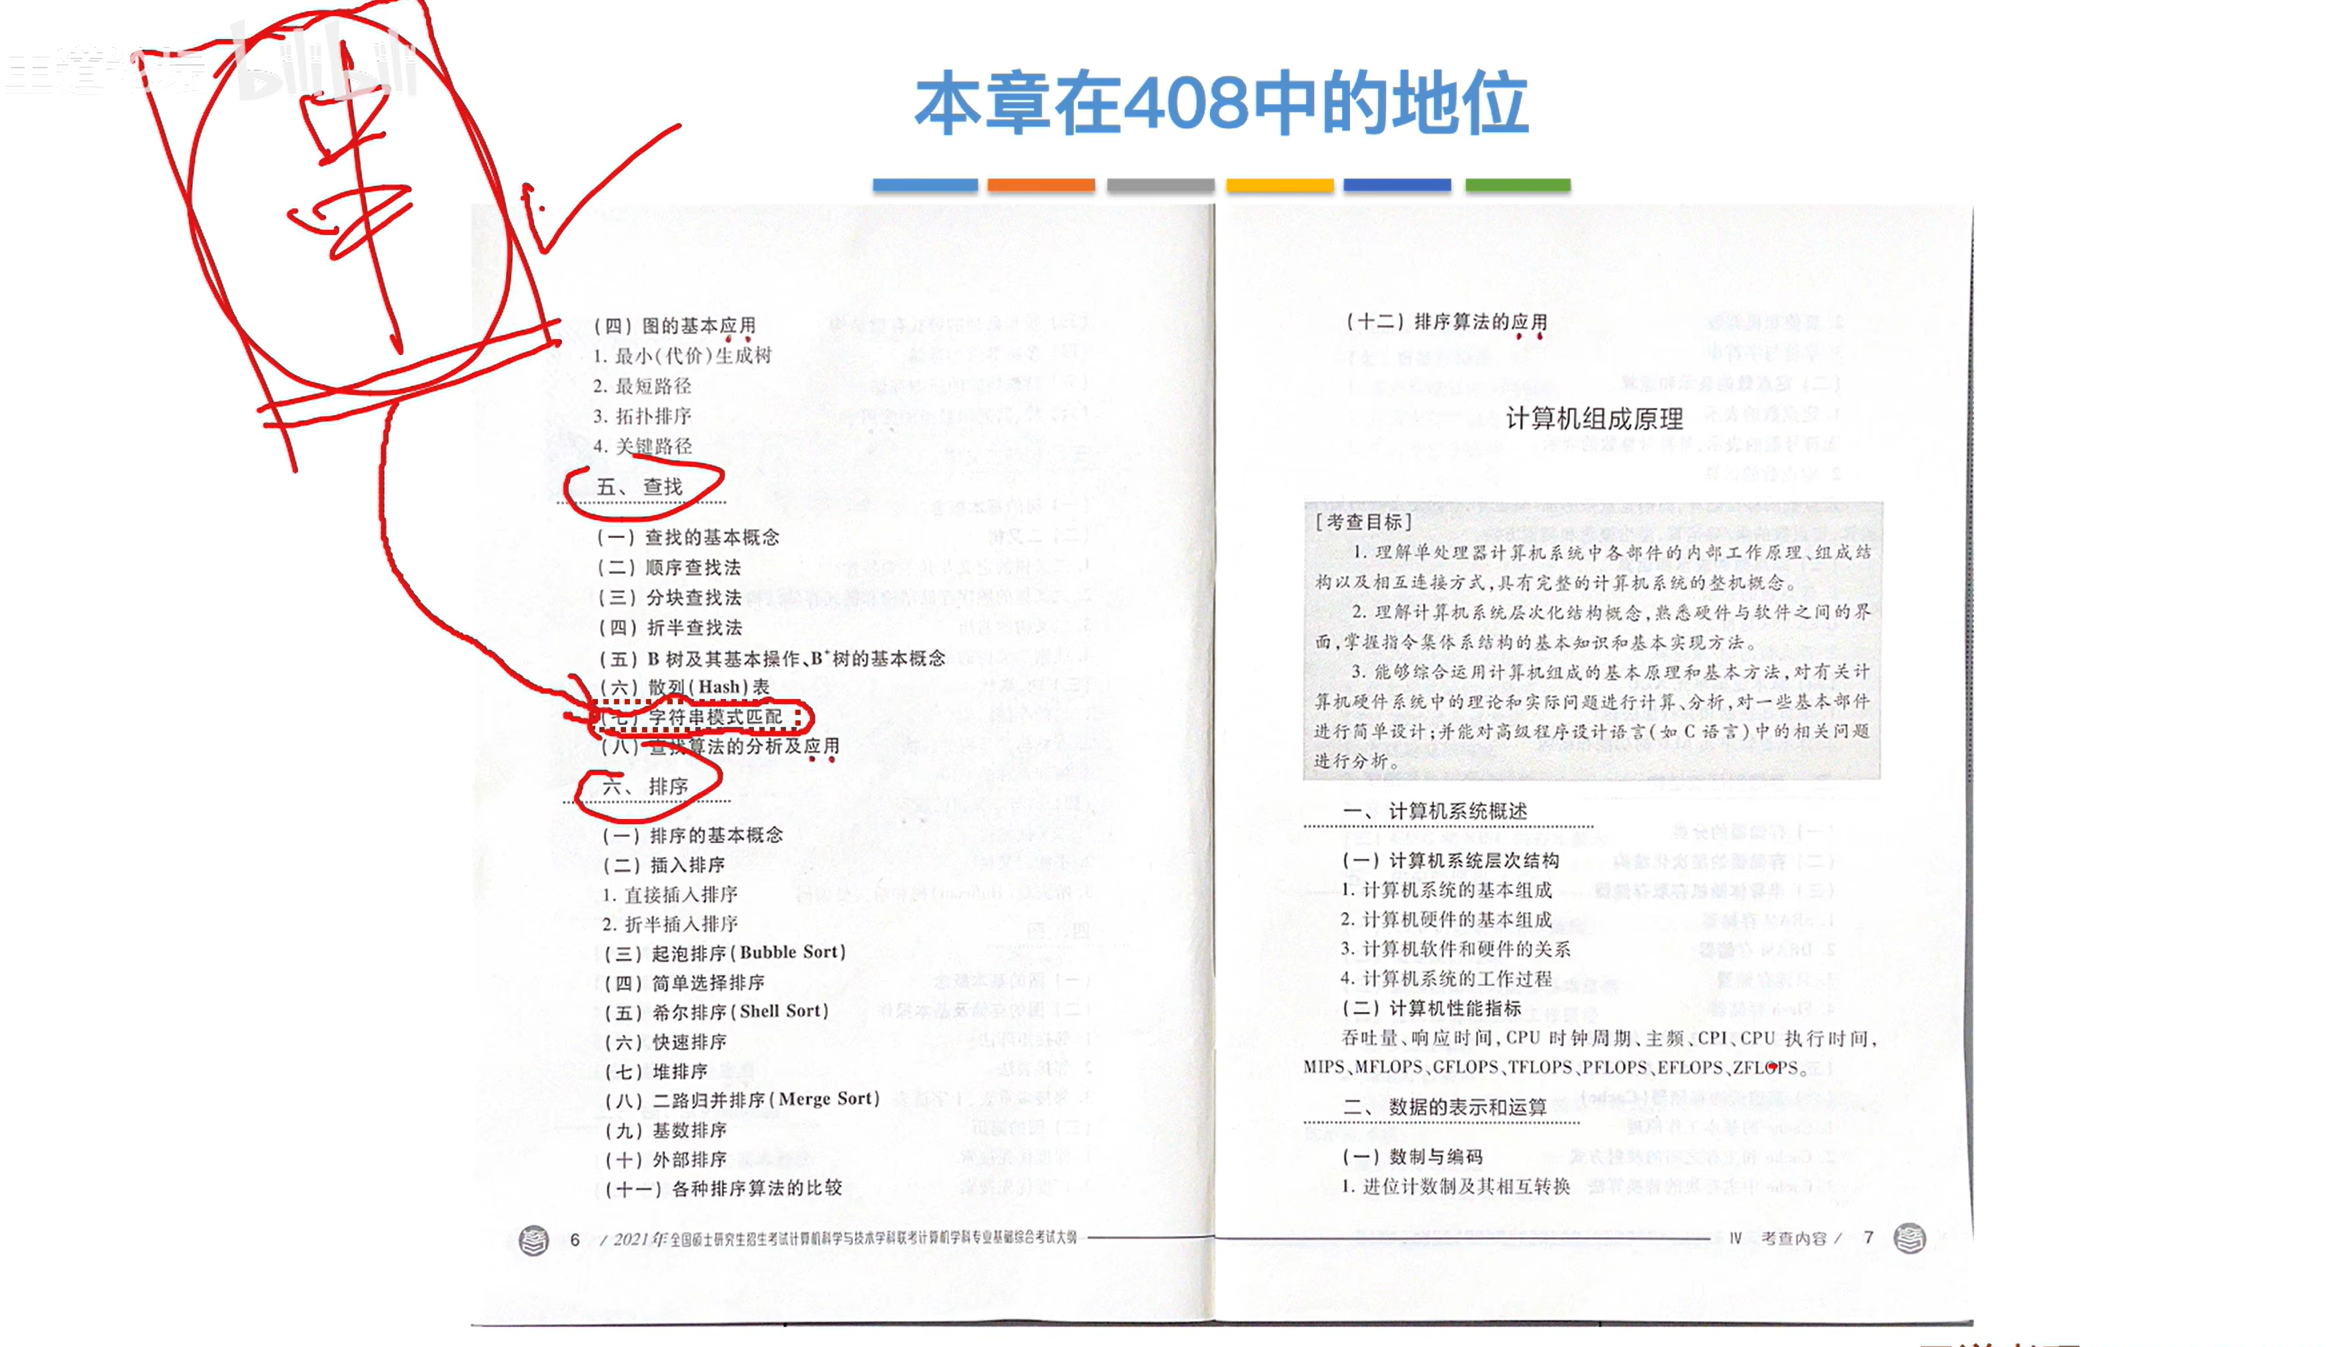 王道论坛 bilibili
本章在408中的地位
串
(四) 图的基本应用
1. 最小(代价)生成树
2. 最短路径
3. 拓扑排序
4. 关键路径
五、查找
(一) 查找的基本概念
(二) 顺序查找法
(三) 分块查找法
(四) 折半查找法
(五) B 树及其基本操作、B+树的基本概念
(六) 散列(Hash)表
(七) 字符串模式匹配
(八) 查找算法的分析及应用
六、排序
(一) 排序的基本概念
(二) 插入排序
1. 直接插入排序
2. 折半插入排序
(三) 起泡排序(Bubble Sort)
(四) 简单选择排序
(五) 希尔排序(Shell Sort)
(六) 快速排序
(七) 堆排序
(八) 二路归并排序(Merge Sort)
(九) 基数排序
(十) 外部排序
(十一) 各种排序算法的比较
6 / 2021年全国硕士研究生招生考试计算机科学与技术学科联考计算机学科专业基础综合考试大纲
(十二) 排序算法的应用
计算机组成原理
[考查目标]
1. 理解单处理器计算机系统中各部件的内部工作原理、组成结
构以及相互连接方式,具有完整的计算机系统的整机概念。
2. 理解计算机系统层次化结构概念,熟悉硬件与软件之间的界
面,掌握指令集体系结构的基本知识和基本实现方法。
3. 能够综合运用计算机组成的基本原理和基本方法,对有关计
算机硬件系统中的理论和实际问题进行计算、分析,对一些基本部件
进行简单设计;并能对高级程序设计语言(如 C 语言)中的相关问题
进行分析。
一、计算机系统概述
(一) 计算机系统层次结构
1. 计算机系统的基本组成
2. 计算机硬件的基本组成
3. 计算机软件和硬件的关系
4. 计算机系统的工作过程
(二) 计算机性能指标
吞吐量、响应时间,CPU 时钟周期、主频、CPI、CPU 执行时间,
MIPS、MFLOPS、GFLOPS、TFLOPS、PFLOPS、EFLOPS、ZFLOPS。
二、数据的表示和运算
(一) 数制与编码
1. 进位计数制及其相互转换
IV 考查内容 / 7